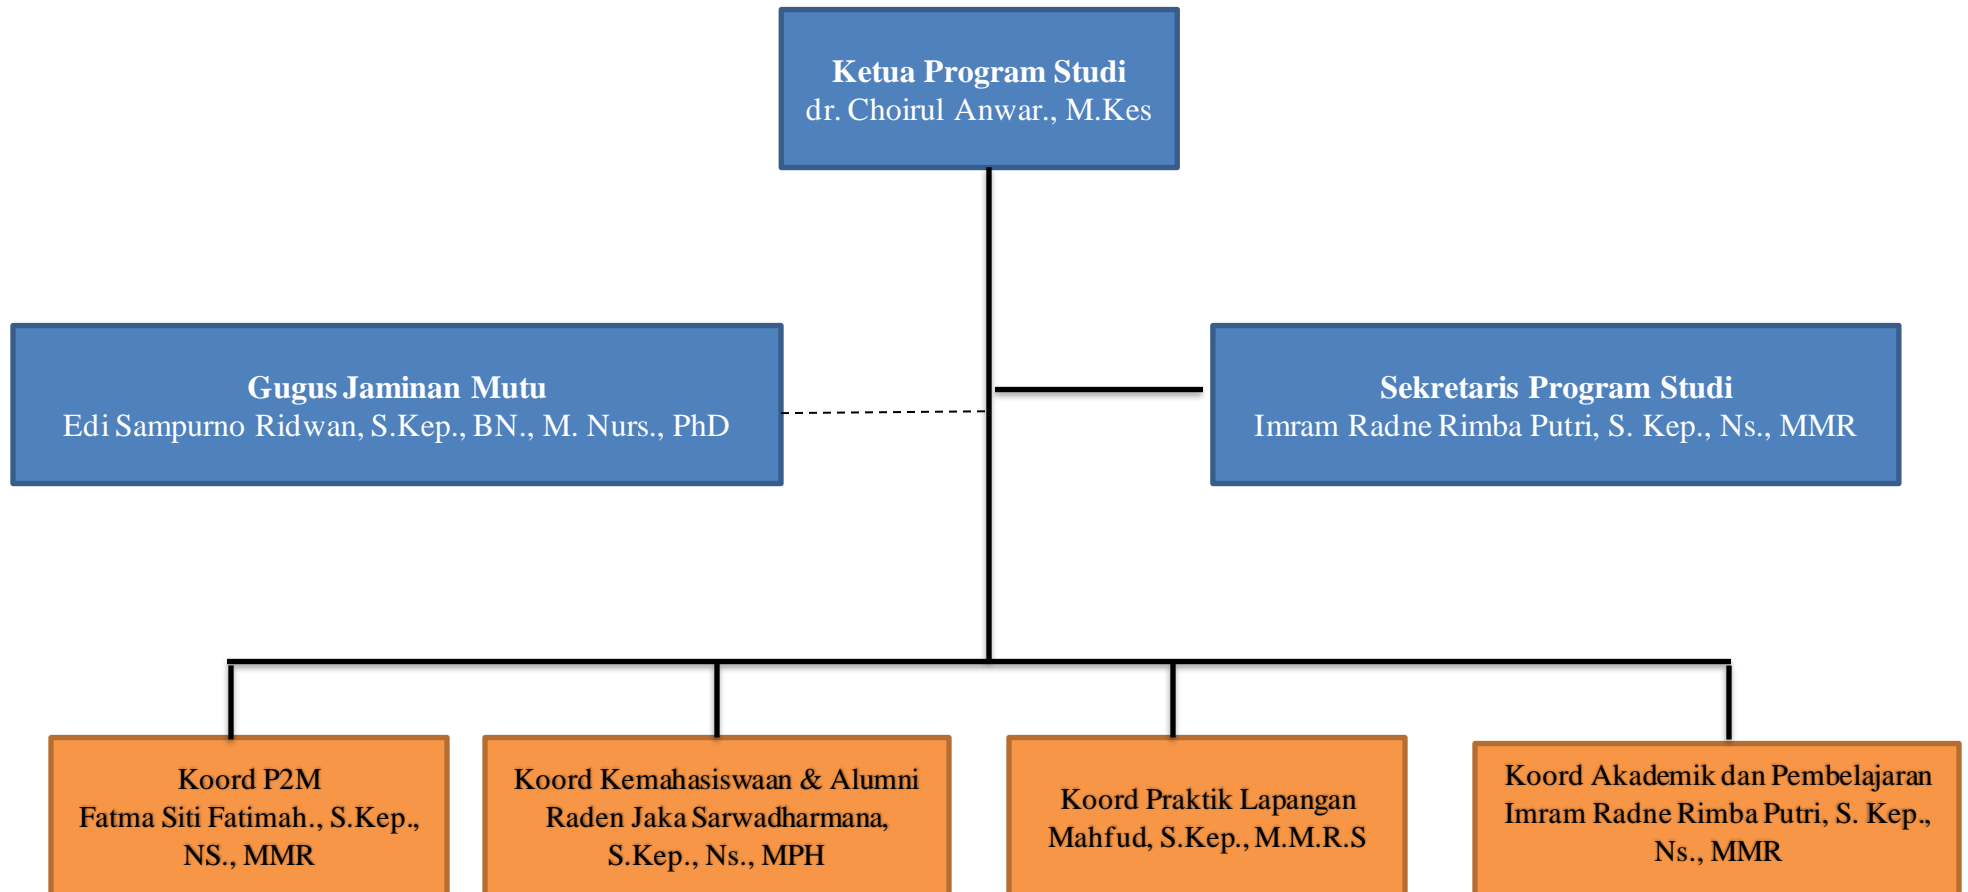 Ketua Program Studi
dr. Choirul Anwar., M.Kes
Gugus Jaminan Mutu
Edi Sampurno Ridwan, S.Kep., BN., M. Nurs., PhD
Sekretaris Program Studi
Imram Radne Rimba Putri, S. Kep., Ns., MMR
Koord P2M
Fatma Siti Fatimah., S.Kep.,
NS., MMR
Koord Kemahasiswaan & Alumni
Raden Jaka Sarwadharmana,
S.Kep., Ns., MPH
Koord Praktik Lapangan
Mahfud, S.Kep., M.M.R.S
Koord Akademik dan Pembelajaran
Imram Radne Rimba Putri, S. Kep.,
Ns., MMR